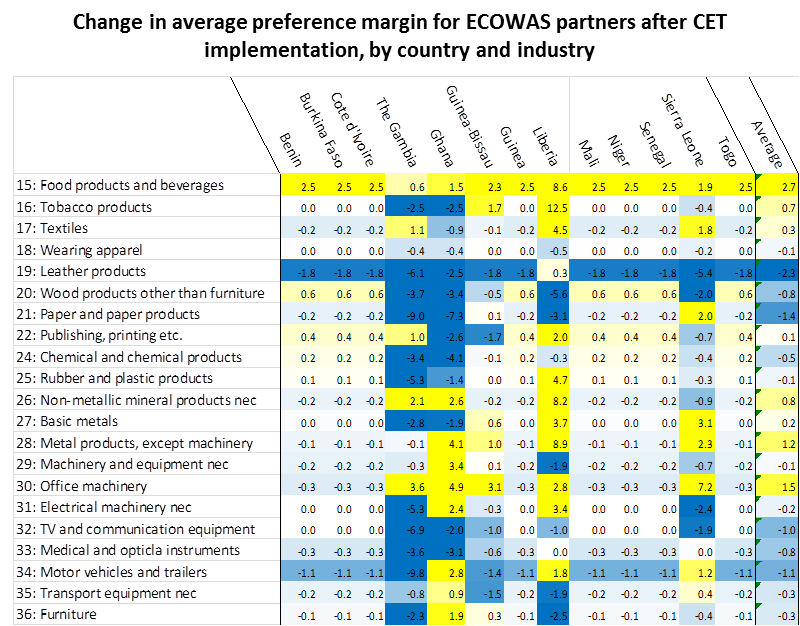 Change in average preference margin for ECOWAS partners after CET
implementation, by country and industry
Benin Burkina Faso Cote d'Ivoire The Gambia Ghana Guinea-Bissau Guinea Liberia Mali Niger Senegal Sierra Leone Togo Average
15: Food products and beverages 2.5 2.5 2.5 0.6 1.5 2.3 2.5 8.6 2.5 2.5 2.5 1.9 2.5 2.7
16: Tobacco products 0.0 0.0 0.0 -2.5 -2.5 1.7 0.0 12.5 0.0 0.0 0.0 -0.4 0.0 0.7
17: Textiles -0.2 -0.2 -0.2 1.1 -0.9 -0.1 -0.2 4.5 -0.2 -0.2 -0.2 1.8 -0.2 0.3
18: Wearing apparel 0.0 0.0 0.0 -0.4 -0.4 0.0 0.0 -0.5 0.0 0.0 0.0 -0.2 0.0 -0.1
19: Leather products -1.8 -1.8 -1.8 -6.1 -2.5 -1.8 -1.8 0.3 -1.8 -1.8 -1.8 -5.4 -1.8 -2.3
20: Wood products other than furniture 0.6 0.6 0.6 -3.7 -3.4 -0.5 0.6 -5.6 0.6 0.6 0.6 -2.0 0.6 -0.8
21: Paper and paper products -0.2 -0.2 -0.2 -9.0 -7.3 0.1 -0.2 -3.1 -0.2 -0.2 -0.2 2.0 -0.2 -1.4
22: Publishing, printing etc. 0.4 0.4 0.4 1.0 -2.6 -1.7 0.4 2.0 0.4 0.4 0.4 -0.7 0.4 0.1
24: Chemical and chemical products 0.2 0.2 0.2 -3.4 -4.1 -0.1 0.2 -0.3 0.2 0.2 0.2 -0.4 0.2 -0.5
25: Rubber and plastic products 0.1 0.1 0.1 -5.3 -1.4 0.0 0.1 4.7 0.1 0.1 0.1 -0.3 0.1 -0.1
26: Non-metallic mineral products nec -0.2 -0.2 -0.2 2.1 2.6 -0.2 -0.2 8.2 -0.2 -0.2 -0.2 -0.9 -0.2 0.8
27: Basic metals 0.0 0.0 0.0 -2.8 -1.9 0.6 0.0 3.7 0.0 0.0 0.0 3.1 0.0 0.2
28: Metal products, except machinery -0.1 -0.1 -0.1 -0.1 4.1 1.0 -0.1 8.9 -0.1 -0.1 -0.1 2.3 -0.1 1.2
29: Machinery and equipment nec -0.2 -0.2 -0.2 -0.3 3.4 0.1 -0.2 -1.9 -0.2 -0.2 -0.2 -0.7 -0.2 -0.1
30: Office machinery -0.3 -0.3 -0.3 3.6 4.9 3.1 -0.3 2.8 -0.3 -0.3 -0.3 7.2 -0.3 1.5
31: Electrical machinery nec 0.0 0.0 0.0 -5.3 2.4 -0.3 0.0 3.4 0.0 0.0 0.0 -2.4 0.0 -0.2
32: TV and communication equipment 0.0 0.0 0.0 -6.9 -2.0 -1.0 0.0 -1.0 0.0 0.0 0.0 -1.9 0.0 -1.0
33: Medical and opticla instruments -0.3 -0.3 -0.3 -3.6 -3.1 -0.6 -0.3 0.0 -0.3 -0.3 -0.3 0.0 -0.3 -0.8
34: Motor vehicles and trailers -1.1 -1.1 -1.1 -9.8 2.8 -1.4 -1.1 1.8 -1.1 -1.1 -1.1 1.2 -1.1 -1.1
35: Transport equipment nec -0.2 -0.2 -0.2 -0.8 0.9 -1.5 -0.2 -1.9 -0.2 -0.2 -0.2 0.4 -0.2 -0.3
36: Furniture -0.1 -0.1 -0.1 -2.3 1.9 0.3 -0.1 -2.5 -0.1 -0.1 -0.1 -0.4 -0.1 -0.3